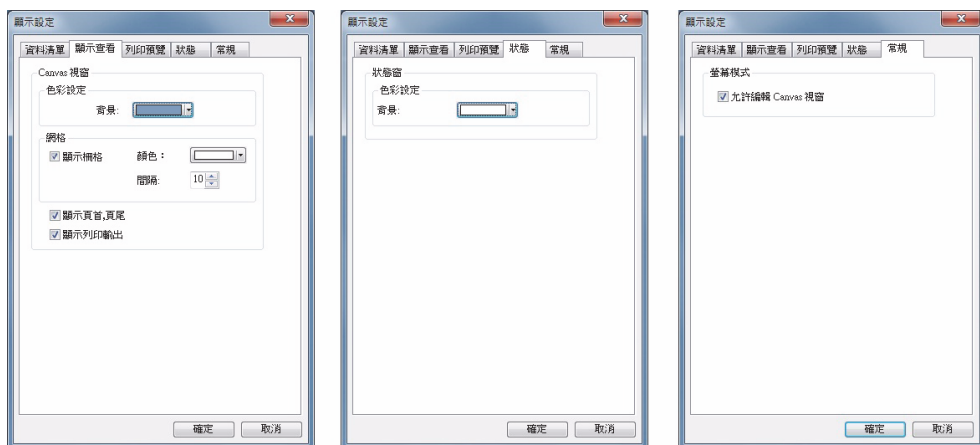 顯示設定
資料清單 顯示查看 列印預覽 狀態 常規
Canvas 視窗
色彩設定
背景:
網格
顯示柵格 顏色：
間隔: 10
顯示頁首,頁尾
顯示列印輸出
確定 取消
顯示設定
資料清單 顯示查看 列印預覽 狀態 常規
狀態窗
色彩設定
背景:
確定 取消
顯示設定
資料清單 顯示查看 列印預覽 狀態 常規
螢幕模式
允許編輯 Canvas 視窗
確定 取消